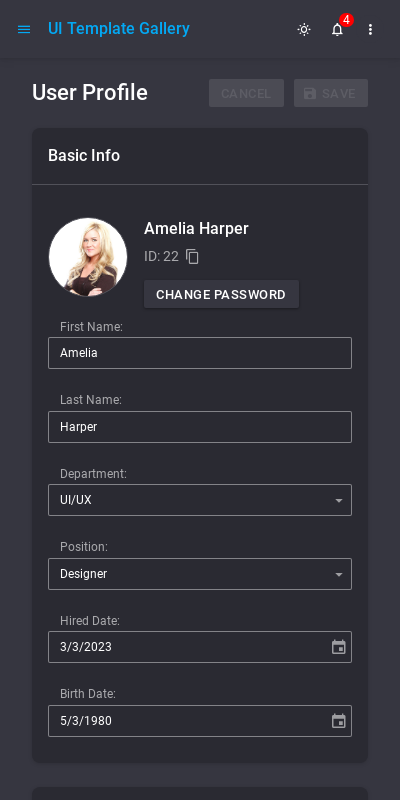 UI Template Gallery
4
User Profile
CANCEL
SAVE
Basic Info
Amelia Harper
ID: 22
CHANGE PASSWORD
First Name:
Amelia
Last Name:
Harper
Department:
UI/UX
Position:
Designer
Hired Date:
3/3/2023
Birth Date:
5/3/1980